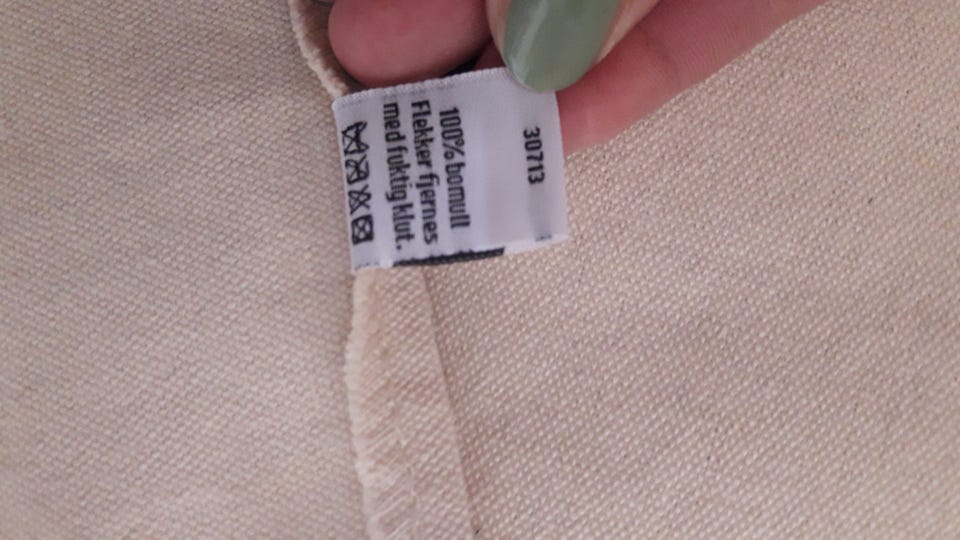 30713
100% bomull
Flekker fjernes
med fuktig klut.